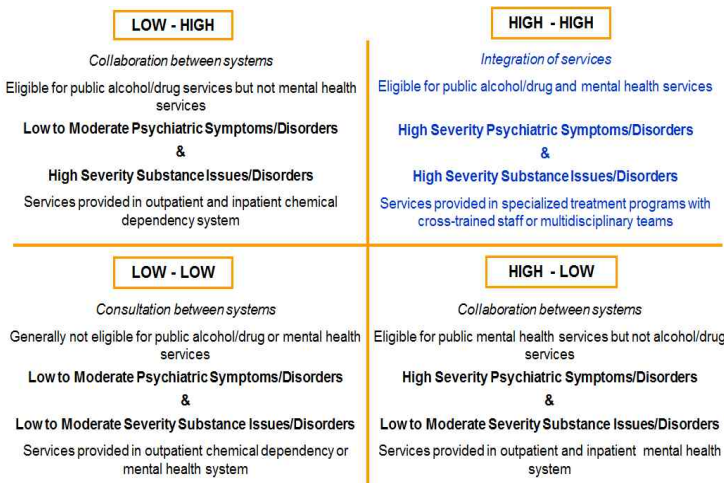 LOW - HIGH
Collaboration between systems
Eligible for public alcohol/drug services but not mental health
services
Low to Moderate Psychiatric Symptoms/Disorders
&
High Severity Substance Issues/Disorders
Services provided in outpatient and inpatient chemical
dependency system
HIGH - HIGH
Integration of services
Eligible for public alcohol/drug and mental health services
High Severity Psychiatric Symptoms/Disorders
&
High Severity Substance Issues/Disorders
Services provided in specialized treatment programs with
cross-trained staff or multidisciplinary teams
LOW - LOW
Consultation between systems
Generally not eligible for public alcohol/drug or mental health
services
Low to Moderate Psychiatric Symptoms/Disorders
&
Low to Moderate Severity Substance Issues/Disorders
Services provided in outpatient chemical dependency or
mental health system
HIGH - LOW
Collaboration between systems
Eligible for public mental health services but not alcohol/drug
services
High Severity Psychiatric Symptoms/Disorders
&
Low to Moderate Severity Substance Issues/Disorders
Services provided in outpatient and inpatient mental health
system